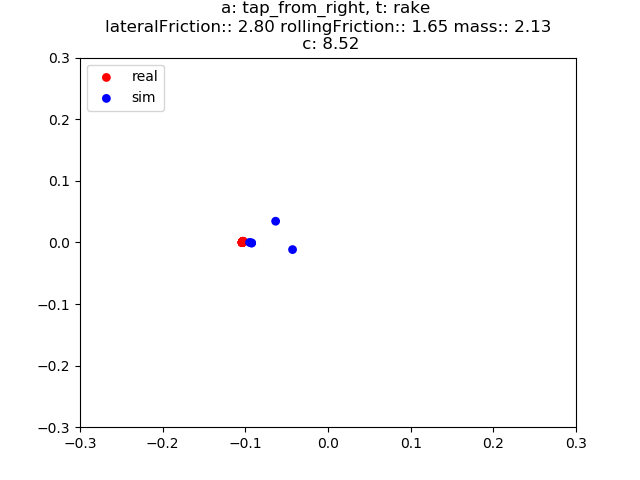 a: tap_from_right, t: rake
lateralFriction:: 2.80 rollingFriction:: 1.65 mass:: 2.13
c: 8.52
real
sim
0.3
0.2
0.1
0.0
−0.1
−0.2
−0.3
−0.3 −0.2 −0.1 0.0 0.1 0.2 0.3